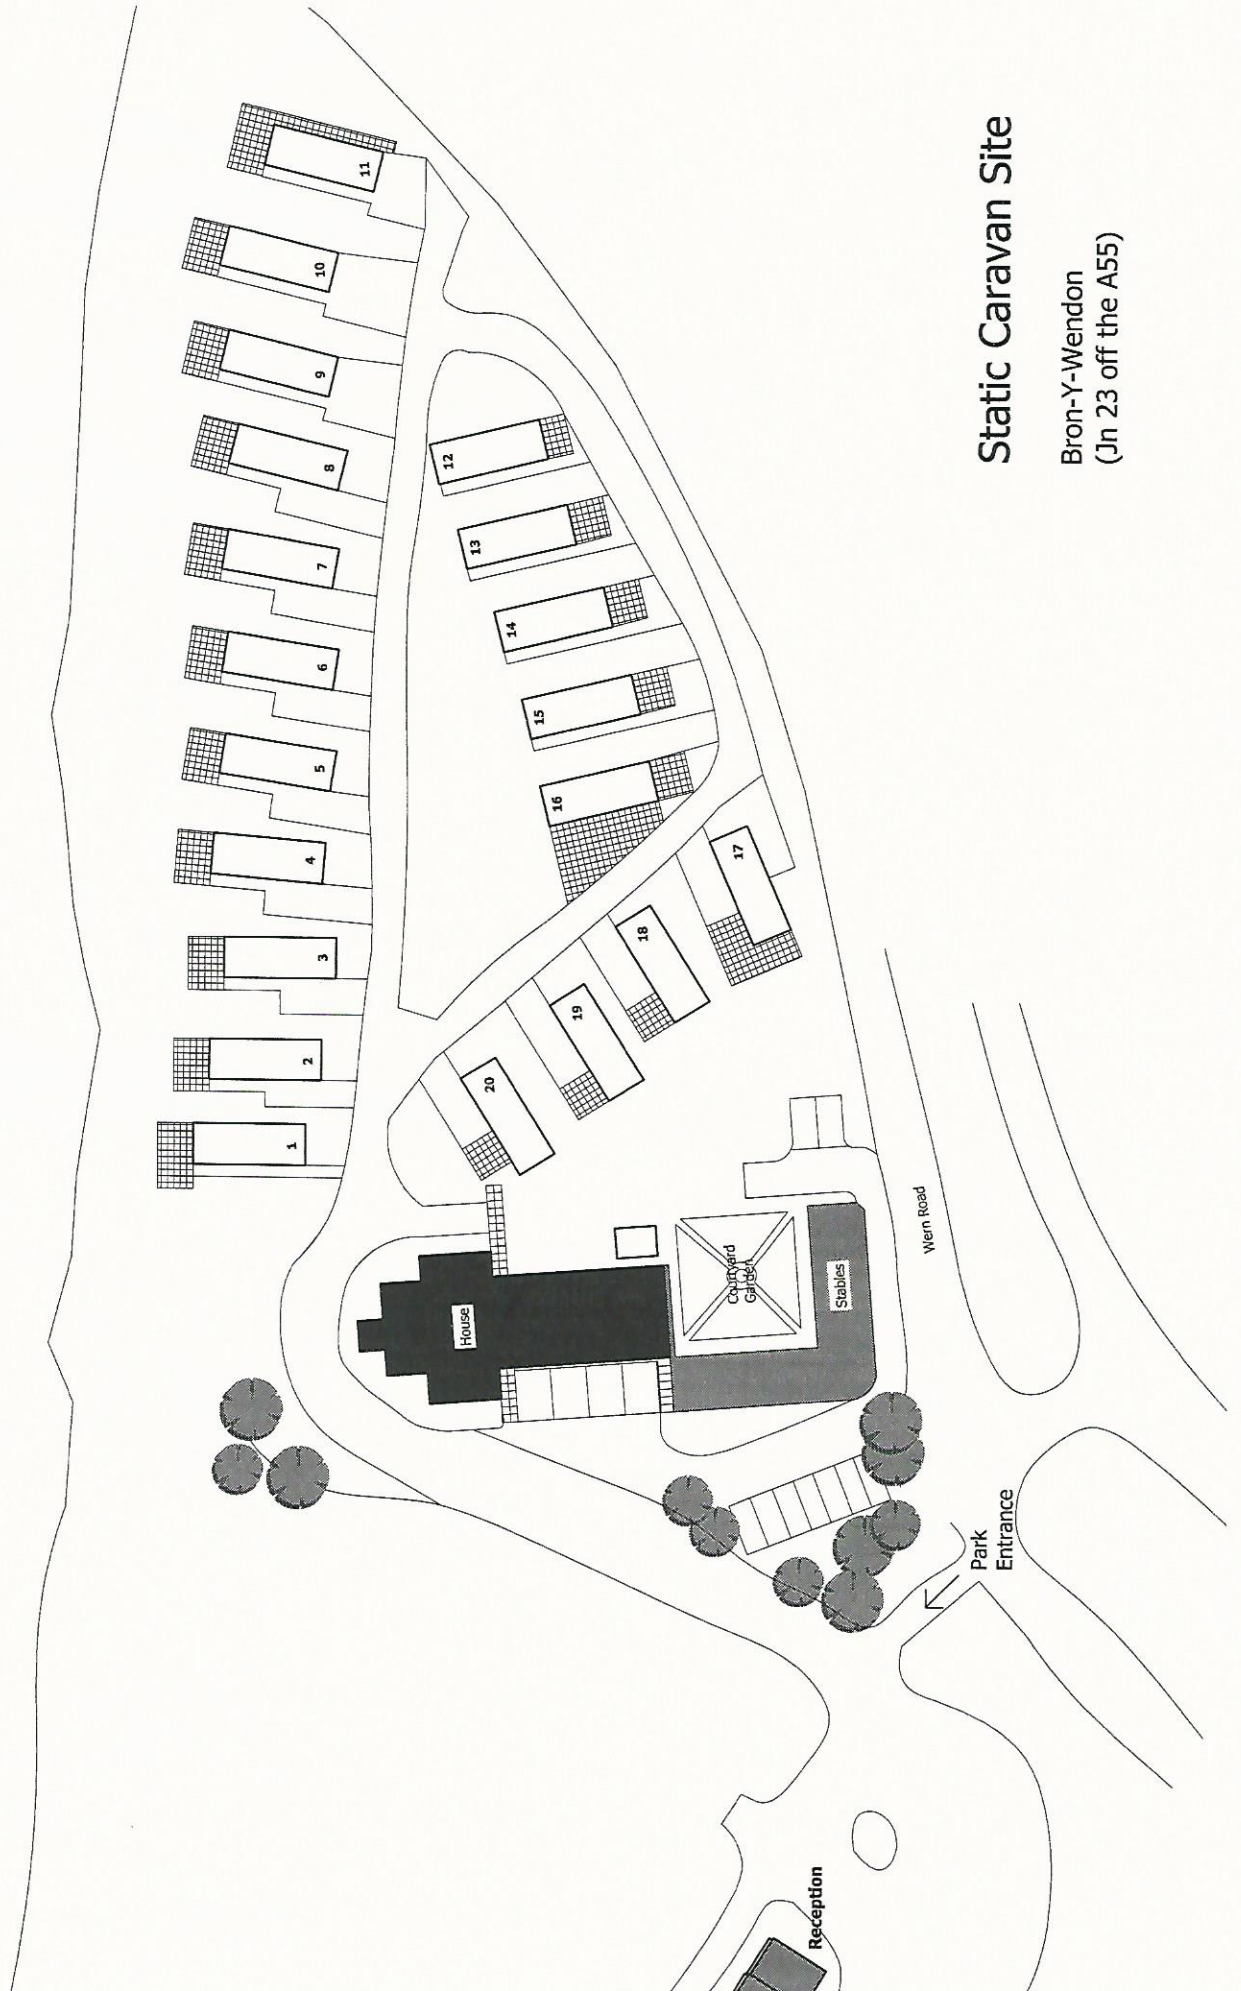 Static Caravan Site
Bron-Y-Wendon
(Jn 23 off the A55)
1
2
3
4
5
6
7
8
9
10
11
12
13
14
15
16
17
18
19
20
House
Courtyard
Garden
Stables
Wern Road
Park
Entrance
Reception